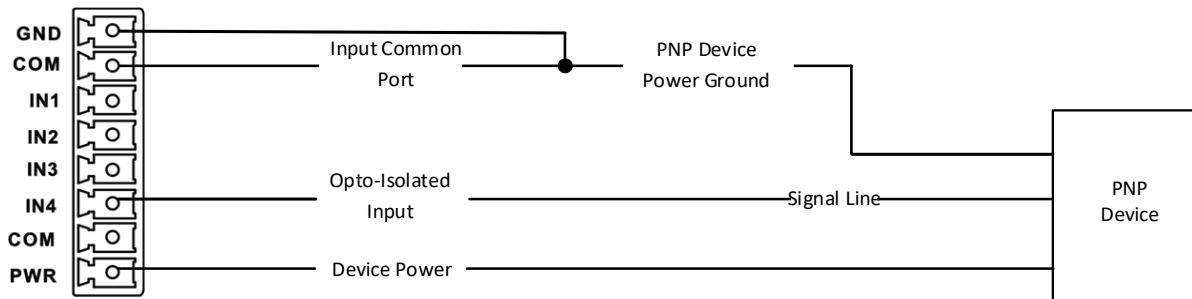 GND
COM
IN1
IN2
IN3
IN4
COM
PWR
Input Common
Port
PNP Device
Power Ground
Opto-Isolated
Input
Signal Line
Device Power
PNP
Device